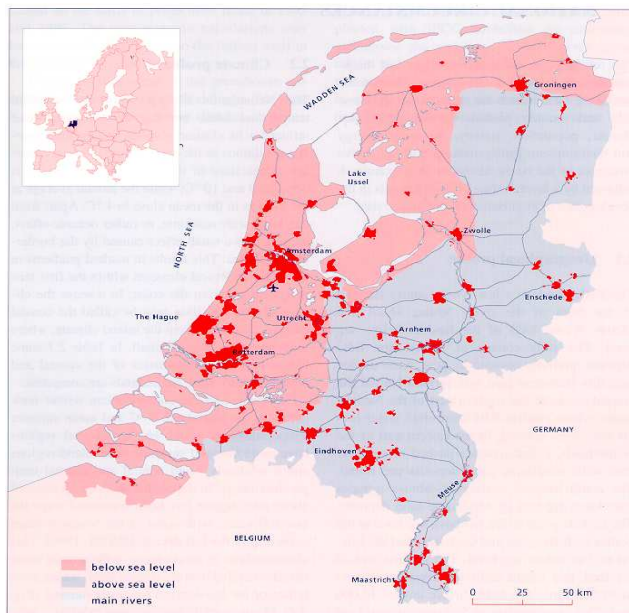 WADDEN SEA
Groningen
Lake
IJssel
Zwolle
NORTH SEA
Amsterdam
Enschede
The Hague
Utrecht
Arnhem
Rotterdam
GERMANY
Eindhoven
Meuse
BELGIUM
Maastricht
below sea level
above sea level
main rivers
0 25 50 km